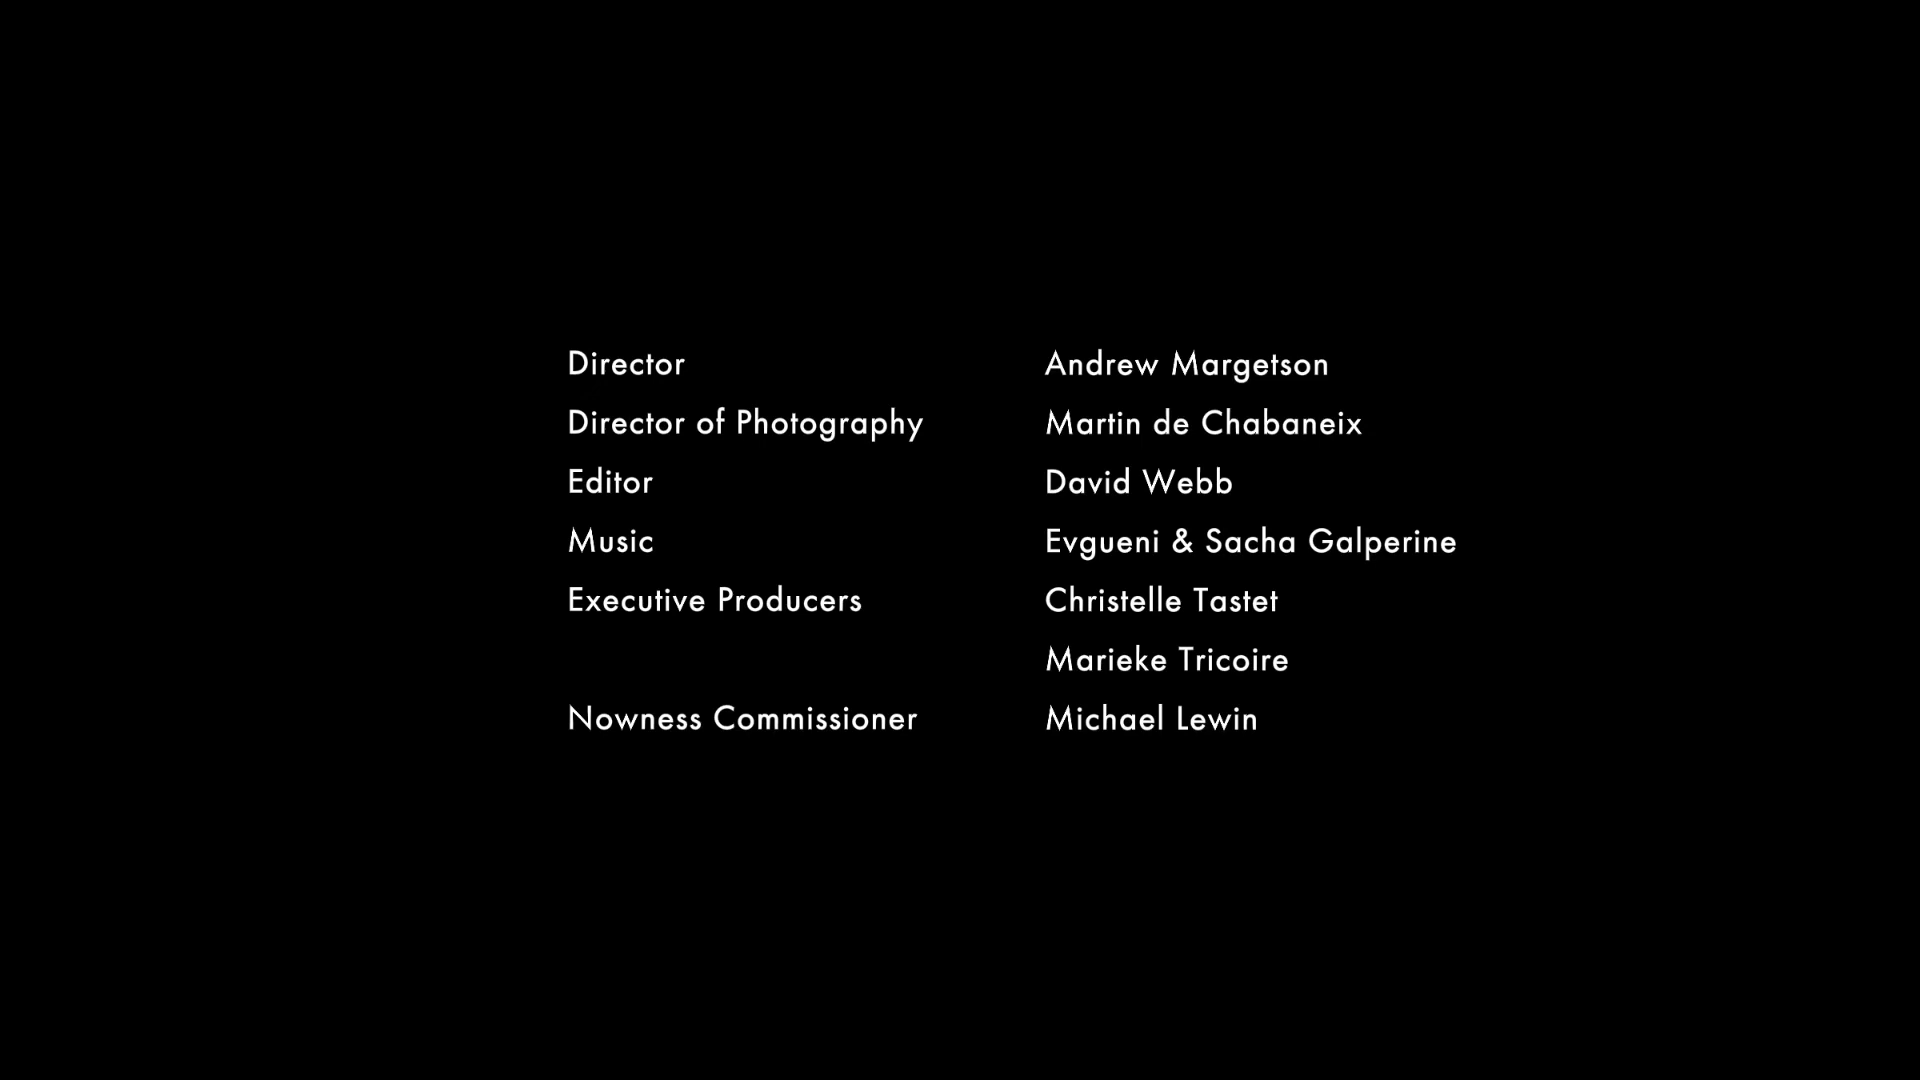 Director Andrew Margetson
Director of Photography Martin de Chabaneix
Editor David Webb
Music Evgueni & Sacha Galperine
Executive Producers Christelle Tastet
Marieke Tricoire
Nowness Commissioner Michael Lewin